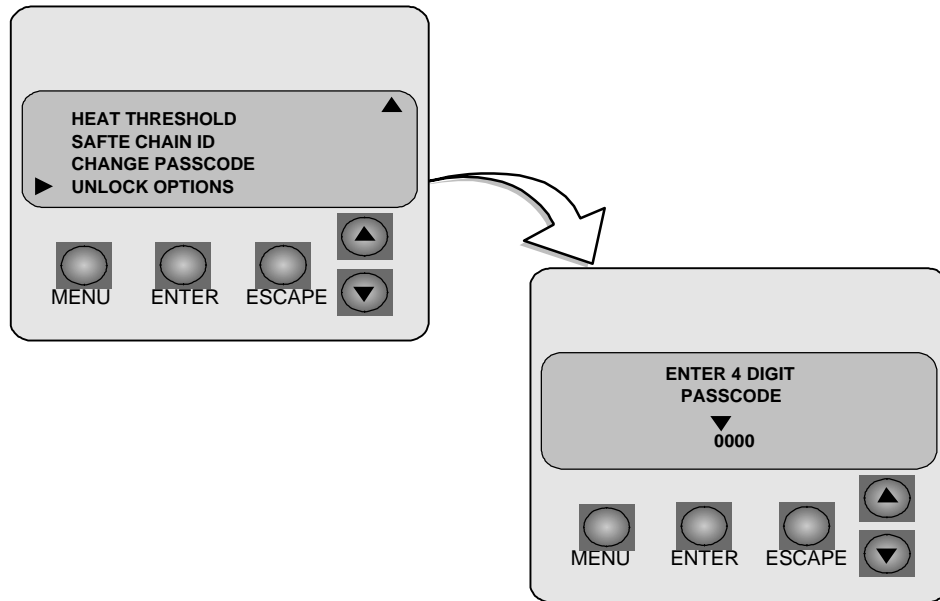 HEAT THRESHOLD
SAFTE CHAIN ID
CHANGE PASSCODE
UNLOCK OPTIONS
MENU ENTER ESCAPE
ENTER 4 DIGIT
PASSCODE
0000
MENU ENTER ESCAPE